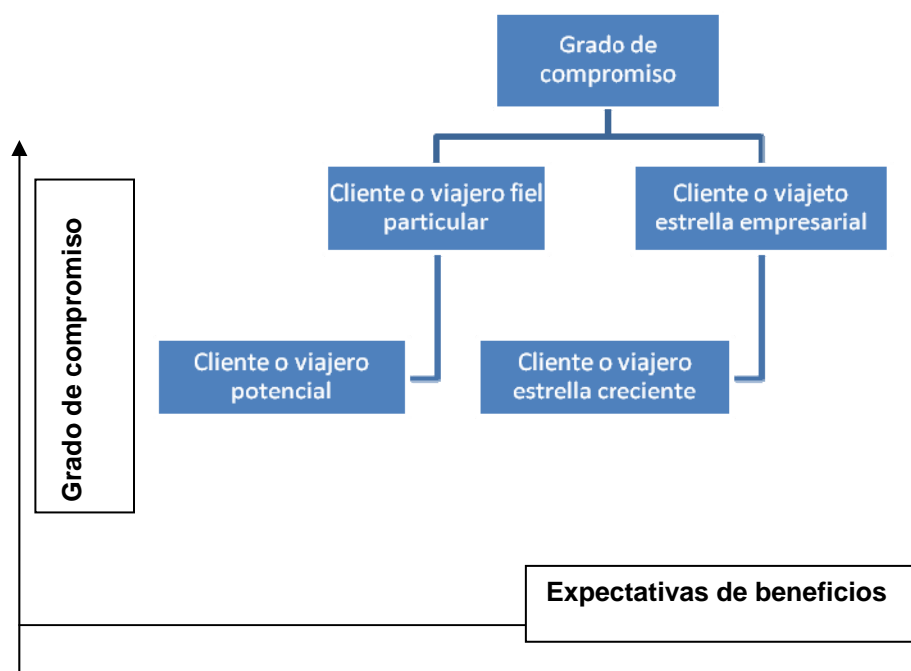 Grado de
compromiso
Cliente o viajero fiel
particular
Cliente o viajeto
estrella empresarial
Grado de compromiso
Cliente o viajero
potencial
Cliente o viajero
estrella creciente
Expectativas de beneficios